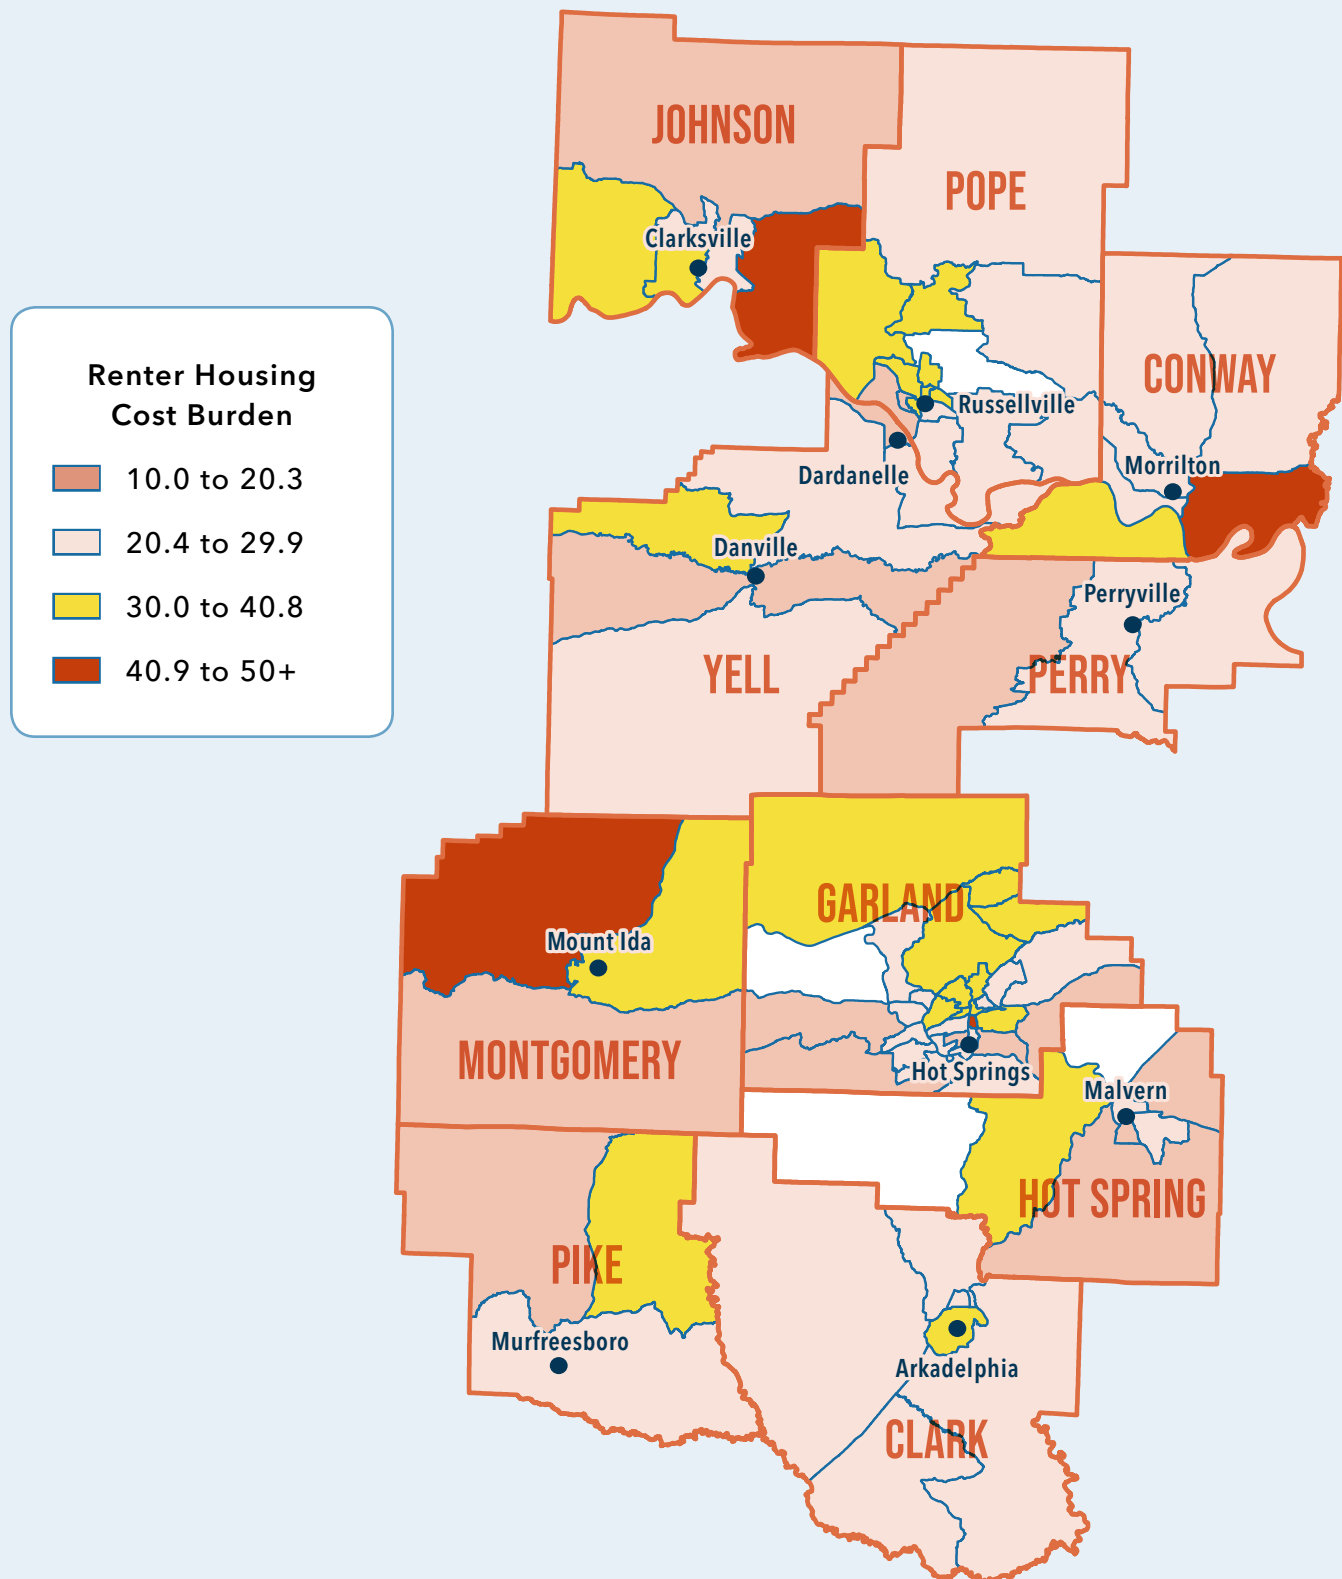 JOHNSON
POPE
Clarksville
Renter Housing
Cost Burden
10.0 to 20.3
20.4 to 29.9
30.0 to 40.8
40.9 to 50+
CONWAY
Russellville
Dardanelle
Morrilton
Danville
Perryville
YELL
PERRY
GARLAND
Mount Ida
MONTGOMERY
Hot Springs
Malvern
HOT SPRING
PIKE
Murfreesboro
Arkadelphia
CLARK